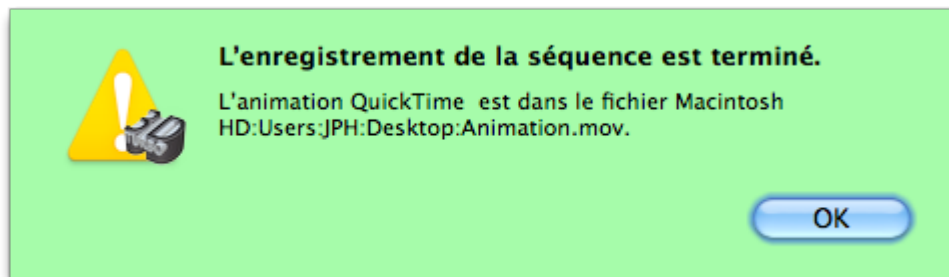 L'enregistrement de la séquence est terminé.
L'animation QuickTime  est dans le fichier Macintosh
HD:Users:JPH:Desktop:Animation.mov.
OK